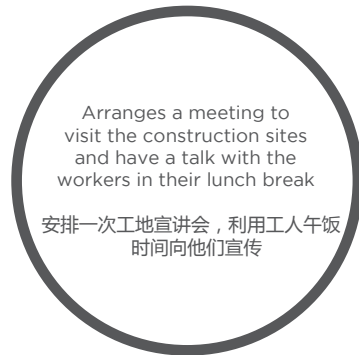 Arranges a meeting to
visit the construction sites
and have a talk with the
workers in their lunch break
安排一次工地宣讲会，利用工人午饭
时间向他们宣传